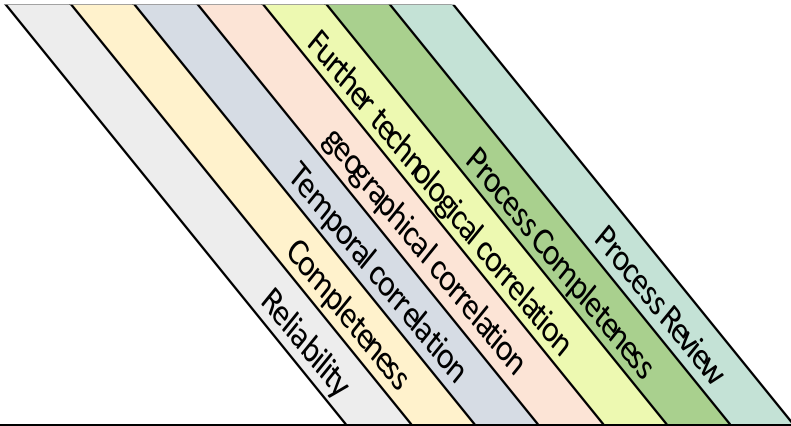 Reliability
Completeness
Temporal correlation
geographical correlation
Further technological correlation
Process Completeness
Process Review